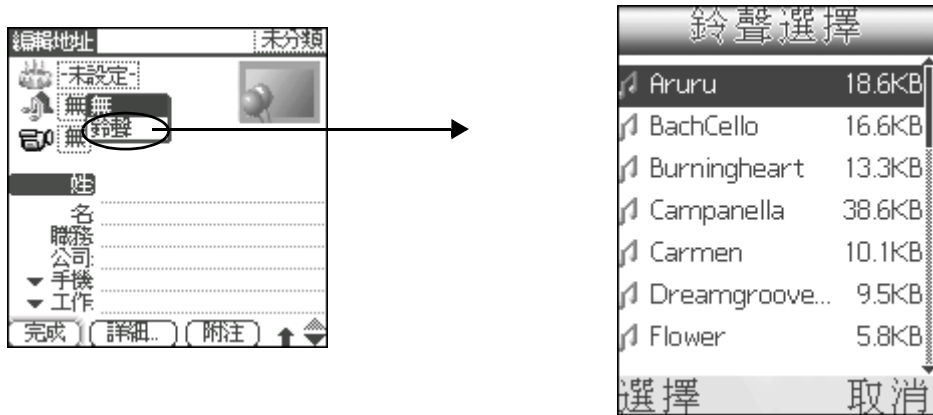 編輯地址 未分類
-未設定-
無 無
鈴聲
無
姓
名
職務
公司:
手機
工作
完成 詳細... 附注
鈴聲選擇
Aruru 18.6KB
BachCello 16.6KB
Burningheart 13.3KB
Campanella 38.6KB
Carmen 10.1KB
Dreamgroove... 9.5KB
Flower 5.8KB
選擇 取消